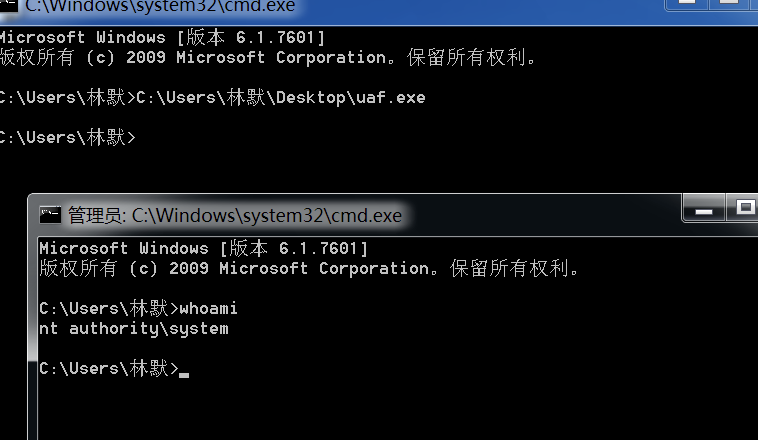 C:\Windows\system32\cmd.exe
Microsoft Windows [版本 6.1.7601]
版权所有 (c) 2009 Microsoft Corporation。保留所有权利。
C:\Users\林默>C:\Users\林默\Desktop\uaf.exe
C:\Users\林默>
管理员: C:\Windows\system32\cmd.exe
Microsoft Windows [版本 6.1.7601]
版权所有 (c) 2009 Microsoft Corporation。保留所有权利。
C:\Users\林默>whoami
nt authority\system
C:\Users\林默>